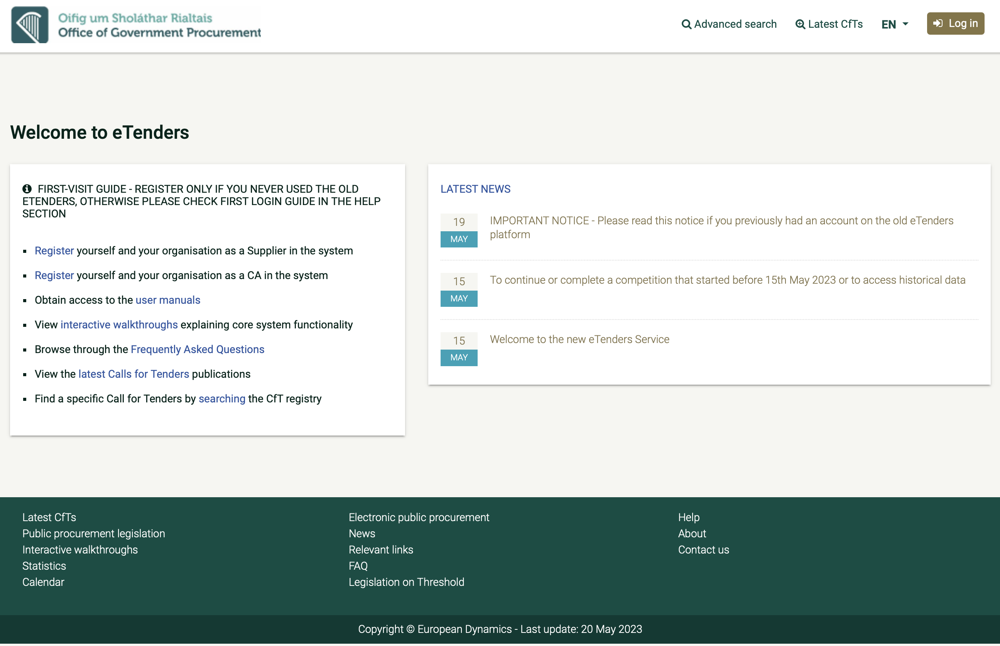 Oifig um Sholáthar Rialtais
Office of Government Procurement
Advanced search
Latest CfTs
EN
Log in
Welcome to eTenders
FIRST-VISIT GUIDE - REGISTER ONLY IF YOU NEVER USED THE OLD
ETENDERS, OTHERWISE PLEASE CHECK FIRST LOGIN GUIDE IN THE HELP
SECTION
Register yourself and your organisation as a Supplier in the system
Register yourself and your organisation as a CA in the system
Obtain access to the user manuals
View interactive walkthroughs explaining core system functionality
Browse through the Frequently Asked Questions
View the latest Calls for Tenders publications
Find a specific Call for Tenders by searching the CfT registry
LATEST NEWS
19
MAY
IMPORTANT NOTICE - Please read this notice if you previously had an account on the old eTenders
platform
15
MAY
To continue or complete a competition that started before 15th May 2023 or to access historical data
15
MAY
Welcome to the new eTenders Service
Latest CfTs
Public procurement legislation
Interactive walkthroughs
Statistics
Calendar
Electronic public procurement
News
Relevant links
FAQ
Legislation on Threshold
Help
About
Contact us
Copyright © European Dynamics - Last update: 20 May 2023